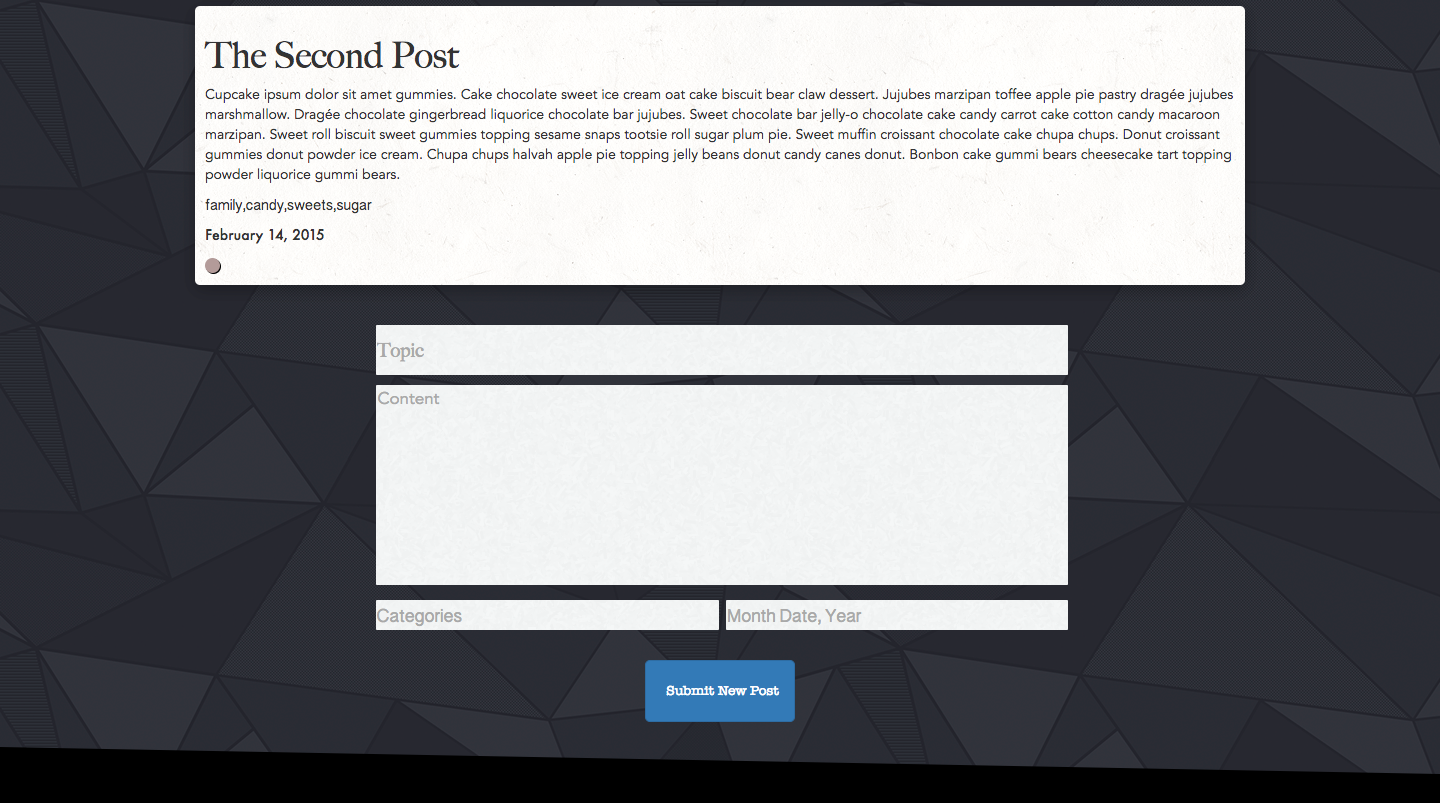 The Second Post
Cupcake ipsum dolor sit amet gummies. Cake chocolate sweet ice cream oat cake biscuit bear claw dessert. Jujubes marzipan toffee apple pie pastry dragée jujubes
marshmallow. Dragée chocolate gingerbread liquorice chocolate bar jujubes. Sweet chocolate bar jelly-o chocolate cake candy carrot cake cotton candy macaroon
marzipan. Sweet roll biscuit sweet gummies topping sesame snaps tootsie roll sugar plum pie. Sweet muffin croissant chocolate cake chupa chups. Donut croissant
gummies donut powder ice cream. Chupa chups halvah apple pie topping jelly beans donut candy canes donut. Bonbon cake gummi bears cheesecake tart topping
powder liquorice gummi bears.
family,candy,sweets,sugar
February 14, 2015
Topic
Content
Categories
Month Date, Year
Submit New Post